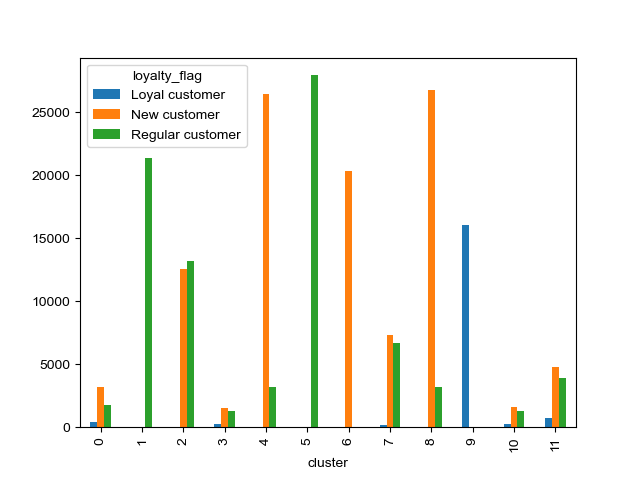 loyalty_flag
Loyal customer
New customer
Regular customer
25000
20000
15000
10000
5000
0
0 1 2 3 4 5 6 7 8 9 10 11
cluster